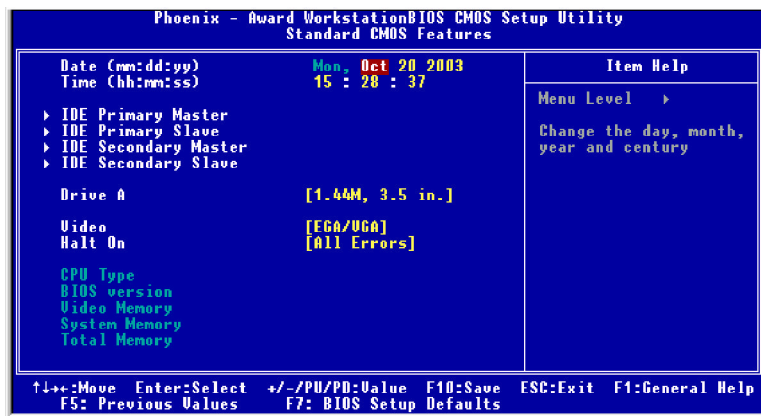 Phoenix - Award WorkstationBIOS CMOS Setup Utility
Standard CMOS Features
Date (mm:dd:yy) Mon, Oct 20 2003
Time (hh:mm:ss) 15 : 28 : 37
IDE Primary Master
IDE Primary Slave
IDE Secondary Master
IDE Secondary Slave
Drive A [1.44M, 3.5 in.]
Video [EGA/VGA]
Halt On [All Errors]
CPU Type
BIOS version
Video Memory
System Memory
Total Memory
Item Help
Menu Level
Change the day, month,
year and century
↑↓→←:Move Enter:Select +/-/PU/PD:Value F10:Save ESC:Exit F1:General Help
F5: Previous Values F7: BIOS Setup Defaults